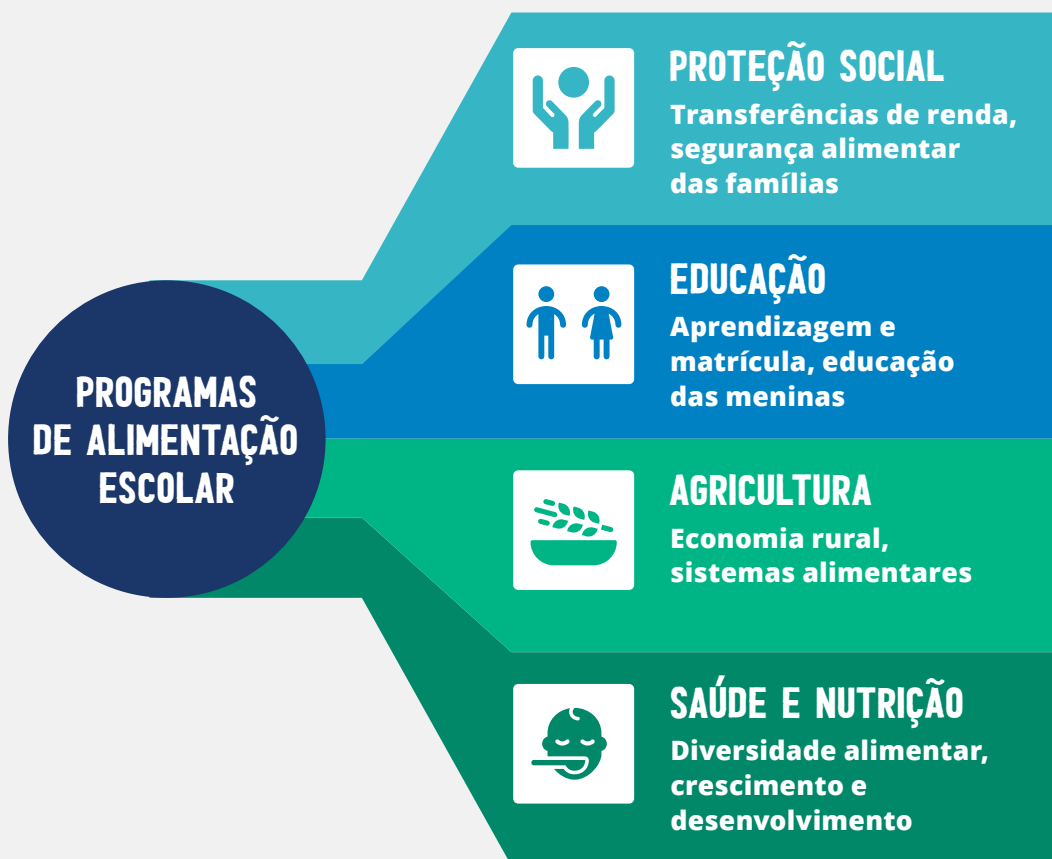 PROGRAMAS
DE ALIMENTAÇÃO
ESCOLAR
PROTEÇÃO SOCIAL
Transferências de renda,
segurança alimentar
das famílias
EDUCAÇÃO
Aprendizagem e
matrícula, educação
das meninas
AGRICULTURA
Economia rural,
sistemas alimentares
SAÚDE E NUTRIÇÃO
Diversidade alimentar,
crescimento e
desenvolvimento